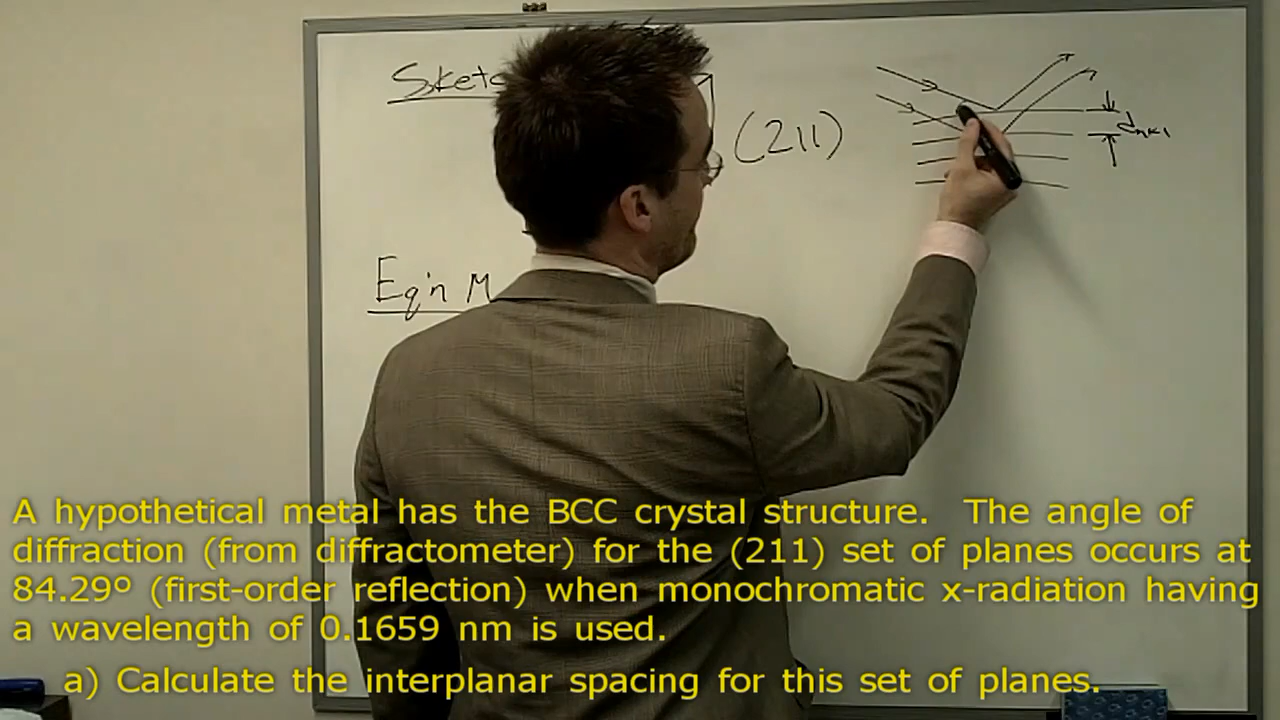 Sketc
(211)
dhkl
Eq'n M
A hypothetical metal has the BCC crystal structure. The angle of
diffraction (from diffractometer) for the (211) set of planes occurs at
84.29º (first-order reflection) when monochromatic x-radiation having
a wavelength of 0.1659 nm is used.
a) Calculate the interplanar spacing for this set of planes.